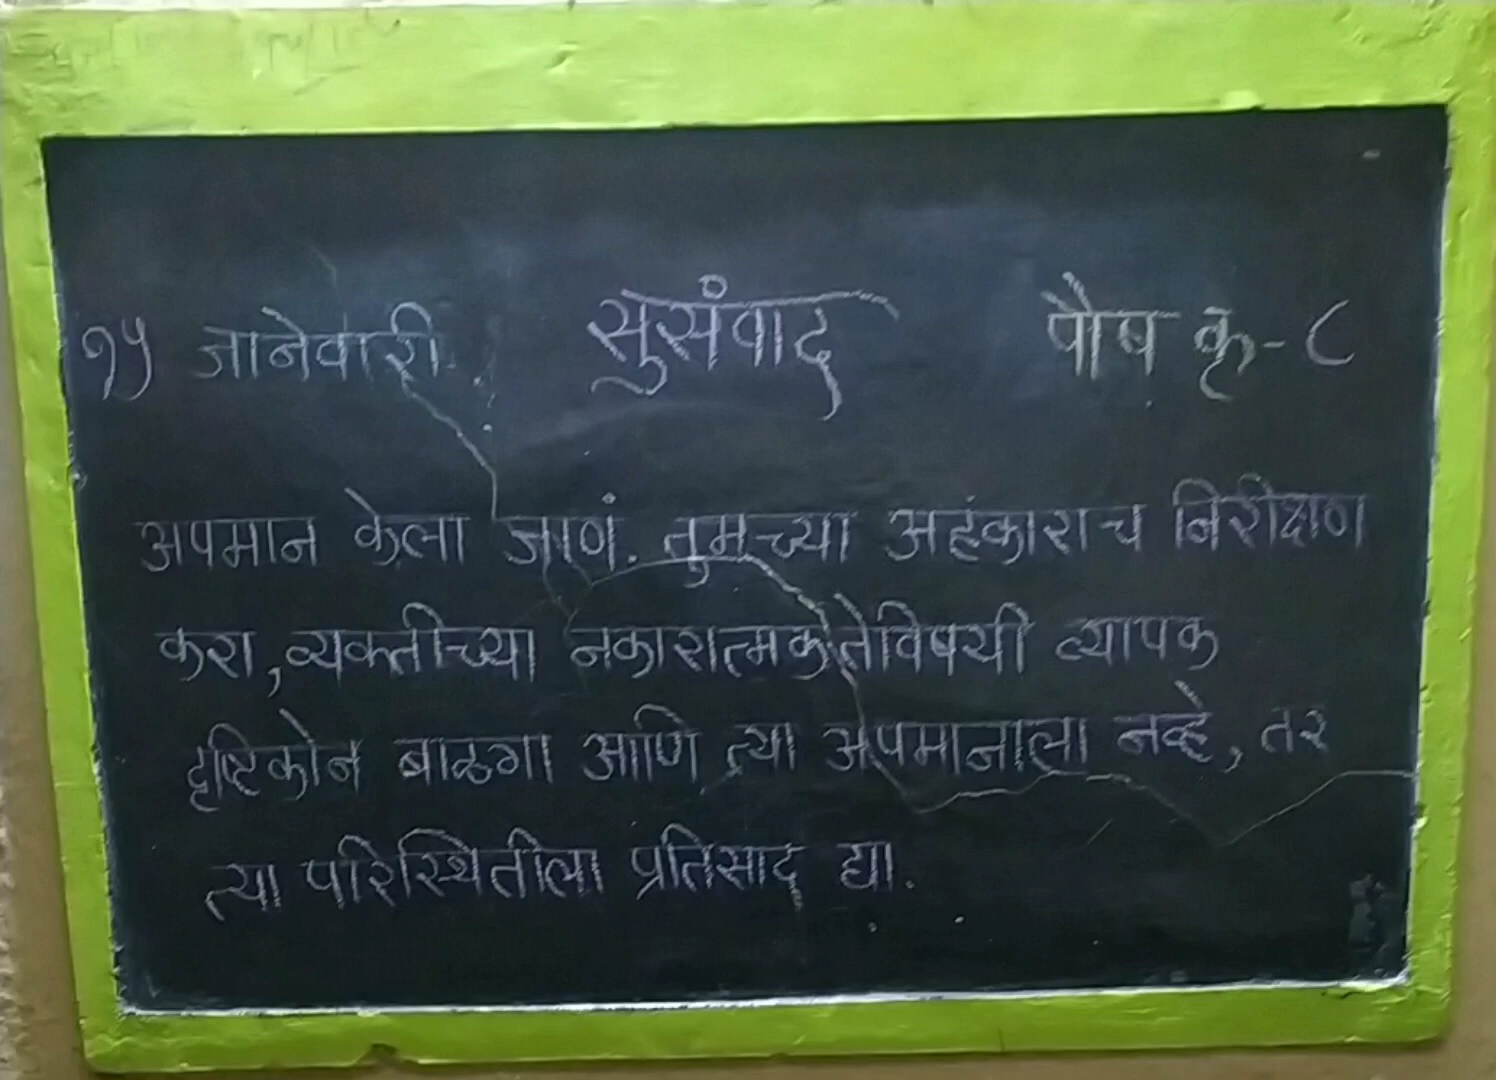 १५ जानेवारी सुसंवाद पौष कृ-८
अपमान केला जाणं. तुमच्या अहंकाराच निरीक्षण
करा, व्यक्तीच्या नकारात्मकतेविषयी व्यापक
दृष्टिकोन बाळगा आणि त्या अपमानाला नव्हे, तर
त्या परिस्थितीला प्रतिसाद द्या.